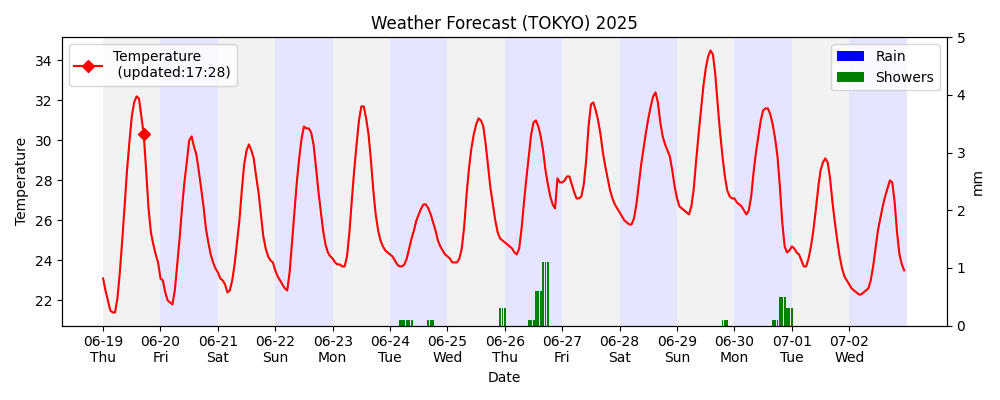 Weather Forecast (TOKYO) 2025
Temperature
(updated:17:28)
Rain
Showers
Temperature
34
32
30
28
26
24
22
5
4
3
2
1
0
mm
06-19 06-20 06-21 06-22 06-23 06-24 06-25 06-26 06-27 06-28 06-29 06-30 07-01 07-02
Thu Fri Sat Sun Mon Tue Wed Thu Fri Sat Sun Mon Tue Wed
Date